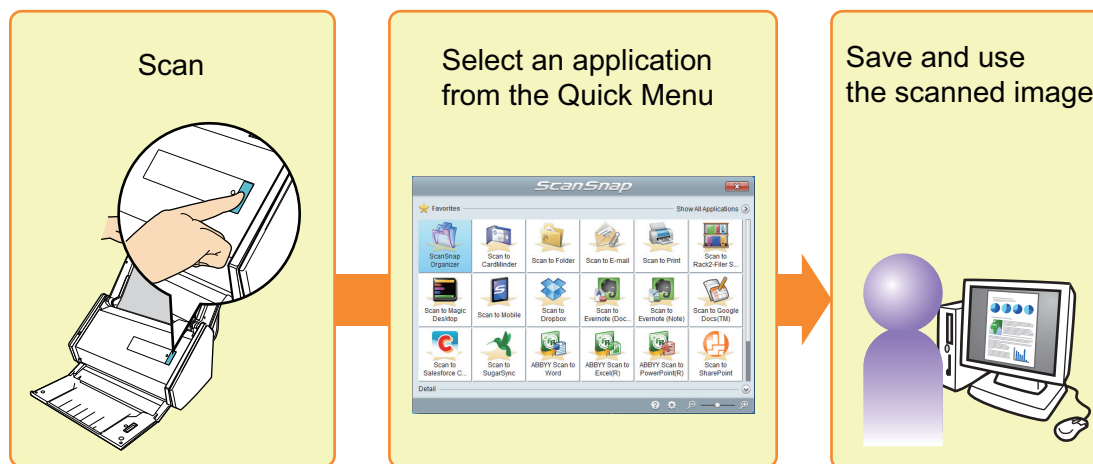 Scan
Select an application
from the Quick Menu
Save and use
the scanned image
ScanSnap
x
Favorites
Show All Applications
ScanSnap
Organizer
Scan to
CardMinder
Scan to Folder
Scan to E-mail
Scan to Print
Scan to
Rack2-Filer S...
Scan to Magic
Desktop
Scan to Mobile
Scan to
Dropbox
Scan to
Evernote (Doc...
Scan to
Evernote (Note)
Scan to Google
Docs(TM)
Scan to
Salesforce C...
Scan to
SugarSync
ABBYY Scan to
Word
ABBYY Scan to
Excel(R)
ABBYY Scan to
PowerPoint(R)
Scan to
SharePoint
Detail